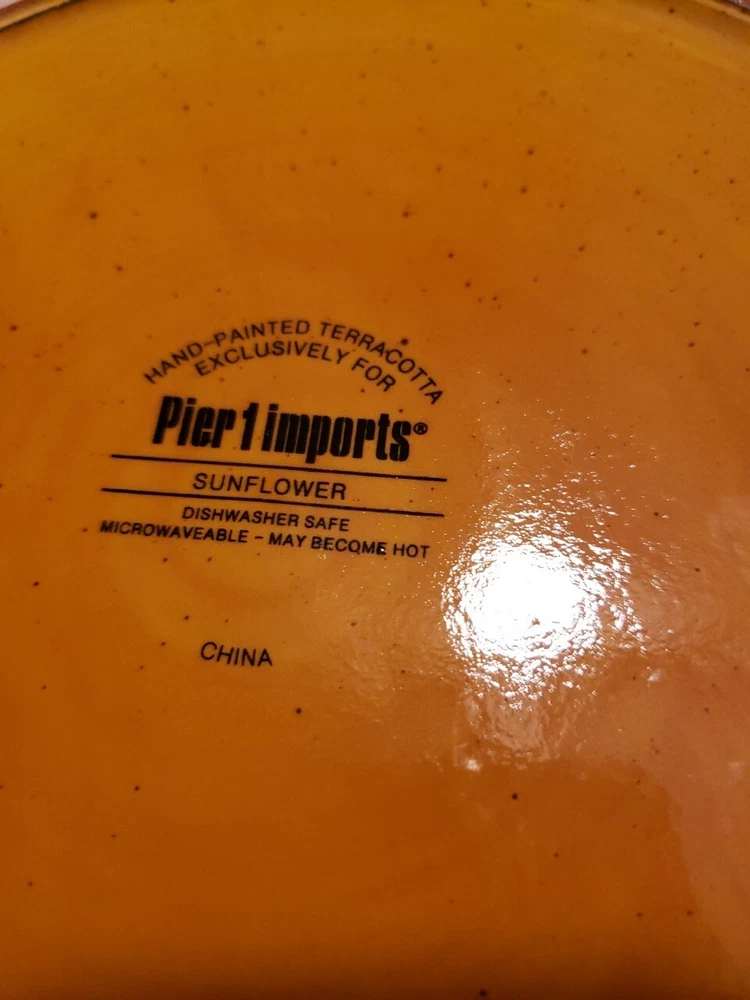 HAND-PAINTED TERRACOTTA
EXCLUSIVELY FOR
Pier 1 imports®
SUNFLOWER
DISHWASHER SAFE
MICROWAVEABLE - MAY BECOME HOT
CHINA